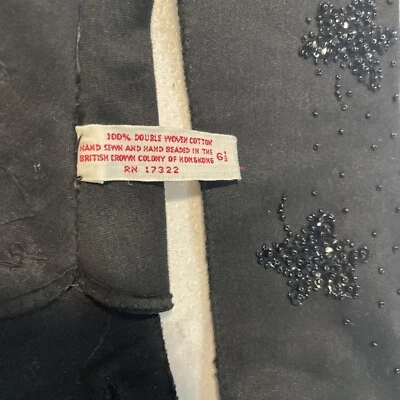 100% DOUBLE WOVEN COTTON
HAND SEWN AND HAND BEADED IN THE
BRITISH CROWN COLONY OF HONGKONG 6½
RN 17322